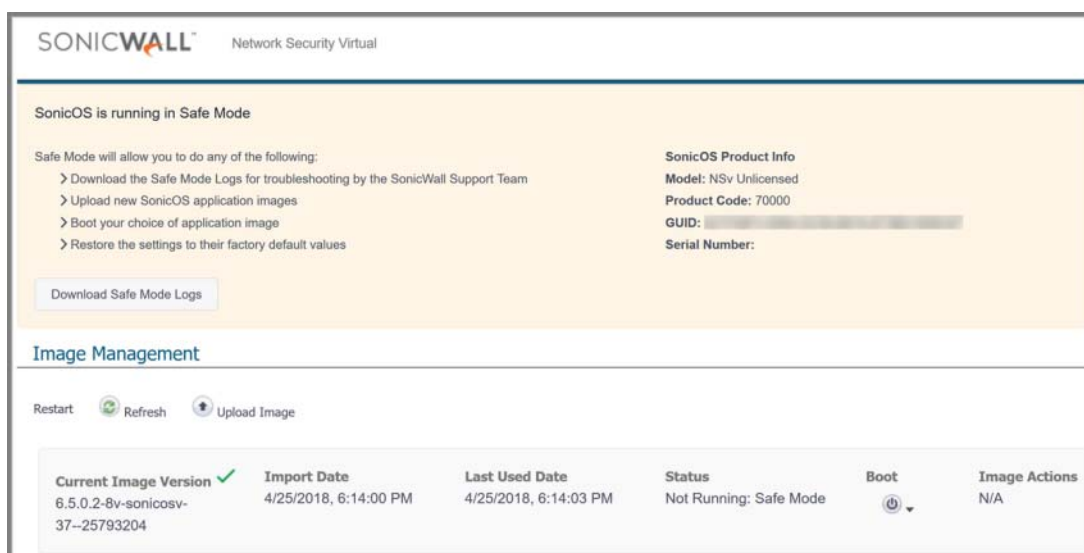 SONICWALL Network Security Virtual
SonicOS is running in Safe Mode
Safe Mode will allow you to do any of the following:
Download the Safe Mode Logs for troubleshooting by the SonicWall Support Team
Upload new SonicOS application images
Boot your choice of application image
Restore the settings to their factory default values
Download Safe Mode Logs
SonicOS Product Info
Model: NSv Unlicensed
Product Code: 70000
GUID:
Serial Number:
Image Management
Restart Refresh Upload Image
Current Image Version Import Date Last Used Date Status Boot Image Actions
6.5.0.2-8v-sonicosv- 4/25/2018, 6:14:00 PM 4/25/2018, 6:14:03 PM Not Running: Safe Mode N/A
37--25793204